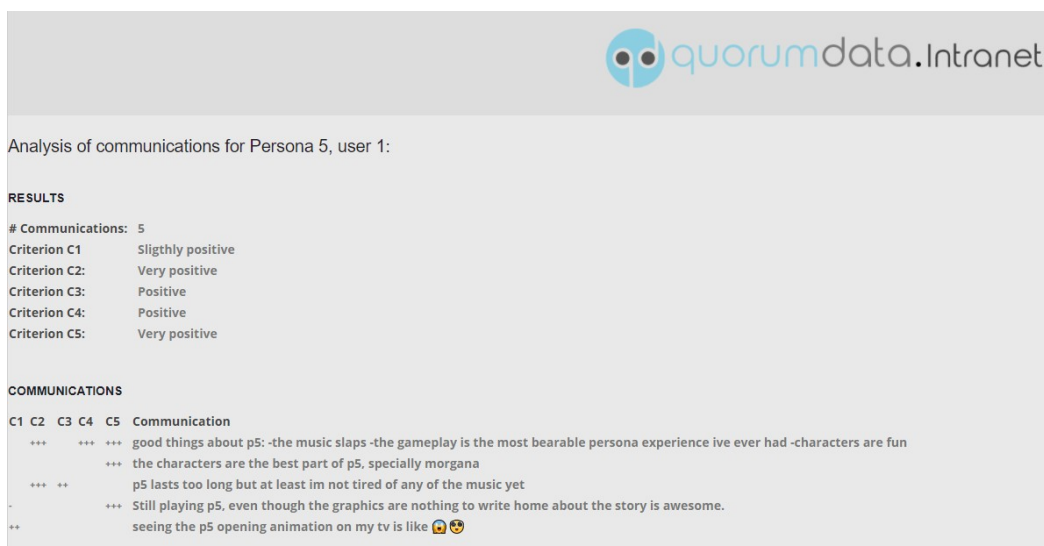 quorumdata.Intranet
Analysis of communications for Persona 5, user 1:
RESULTS
# Communications: 5
Criterion C1 Sligthly positive
Criterion C2: Very positive
Criterion C3: Positive
Criterion C4: Positive
Criterion C5: Very positive
COMMUNICATIONS
C1 C2 C3 C4 C5 Communication
+++ +++ +++ good things about p5: -the music slaps -the gameplay is the most bearable persona experience ive ever had -characters are fun
+++ the characters are the best part of p5, specially morgana
+++ ++ p5 lasts too long but at least im not tired of any of the music yet
- +++ Still playing p5, even though the graphics are nothing to write home about the story is awesome.
++ seeing the p5 opening animation on my tv is like 😱 😳